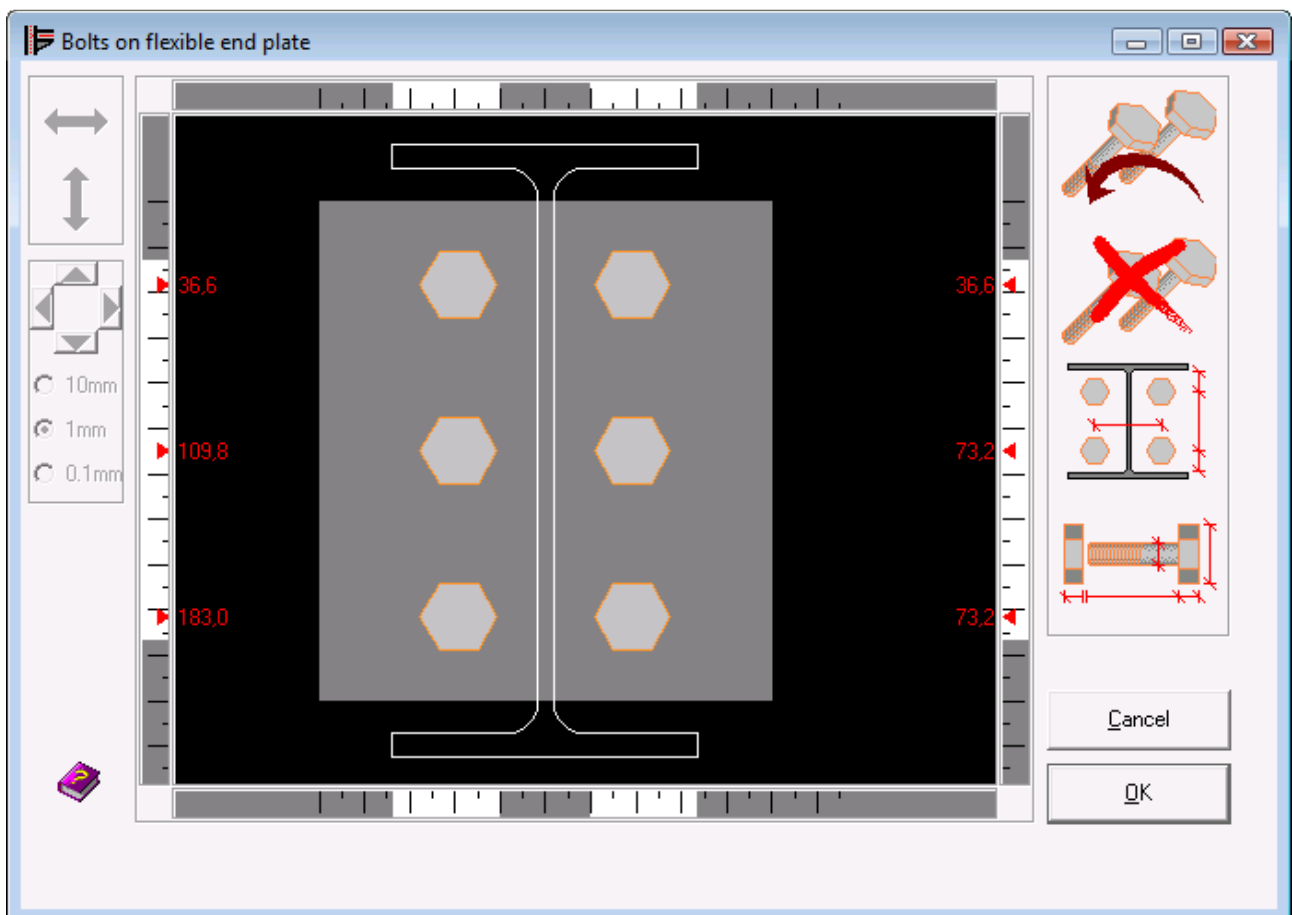 Bolts on flexible end plate
36,6 36,6
10mm
1mm
109,8 73,2
0.1mm
183,0 73,2
Cancel
?
OK